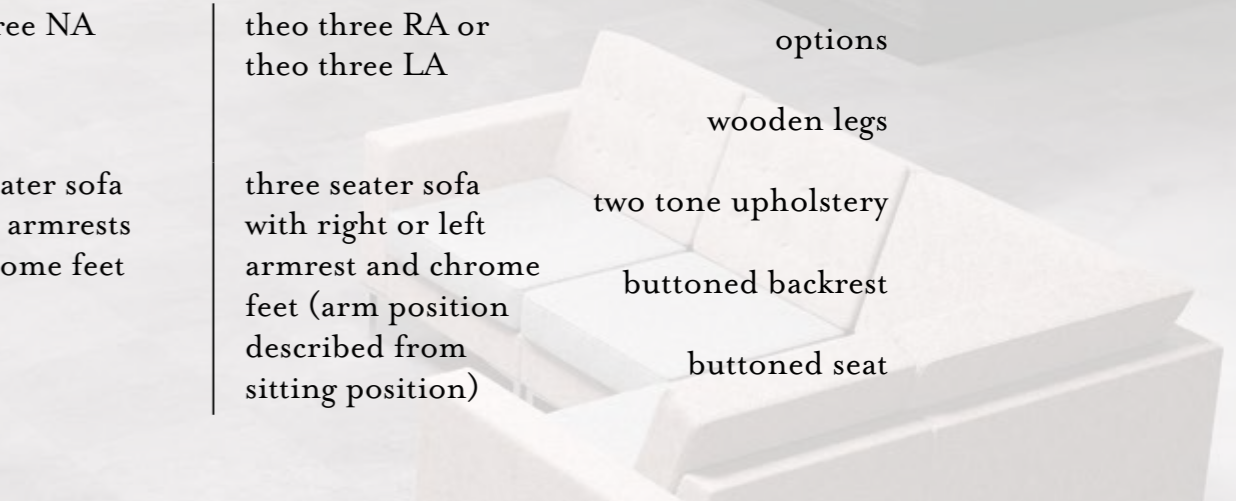 ree NA
ater sofa
armrests
ome feet
theo three RA or
theo three LA
three seater sofa
with right or left
armrest and chrome
feet (arm position
described from
sitting position)
options
wooden legs
two tone upholstery
buttoned backrest
buttoned seat